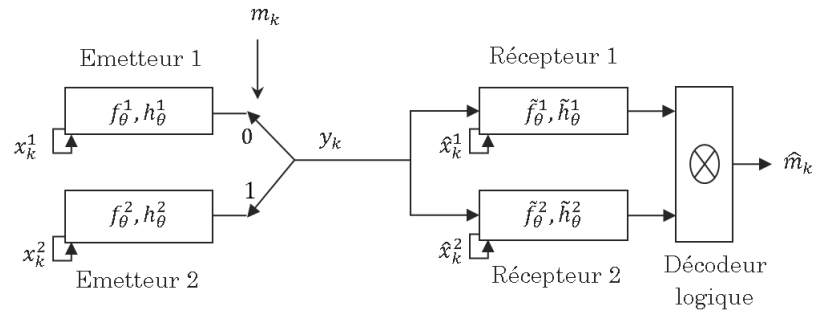 m_k
Emetteur 1
Récepteur 1
f_θ^1, h_θ^1
f̃_θ^1, h̃_θ^1
x_k^1
0
y_k
x̂_k^1
m̂_k
1
f_θ^2, h_θ^2
f̃_θ^2, h̃_θ^2
x_k^2
x̂_k^2
Emetteur 2
Récepteur 2
Décodeur
logique